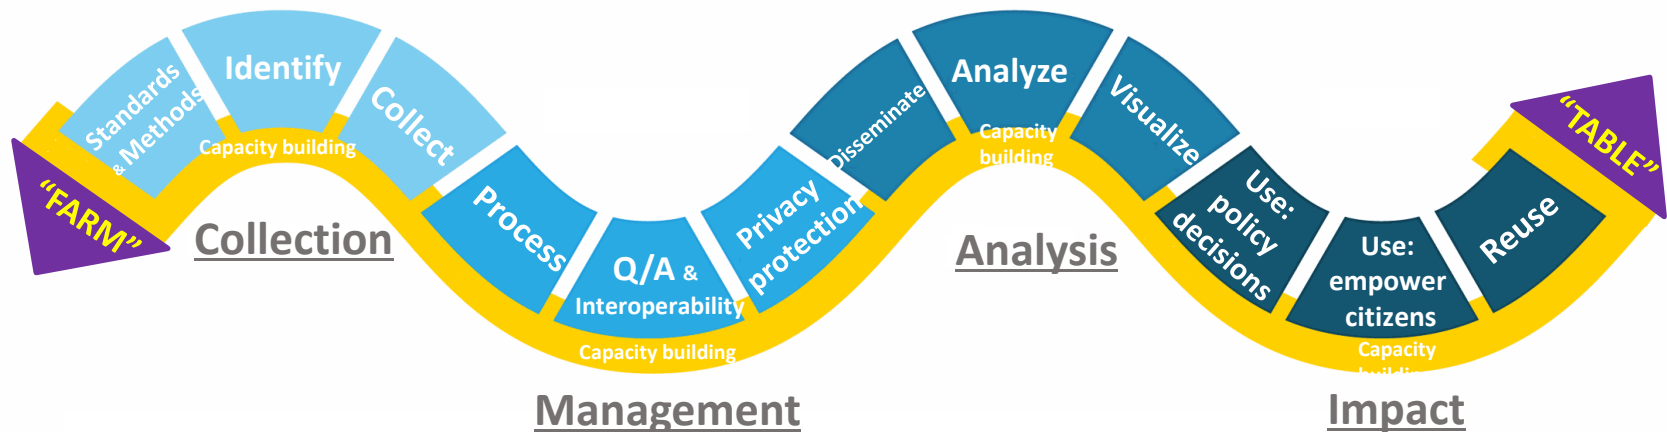 “FARM”
Standards
& Methods
Identify
Collect
Capacity building
Collection
Process
Q/A &
Interoperability
Privacy
protection
Capacity building
Management
Disseminate
Analyze
Visualize
Capacity
building
Analysis
Use:
policy
decisions
Use:
empower
citizens
Reuse
Capacity
building
Impact
“TABLE”